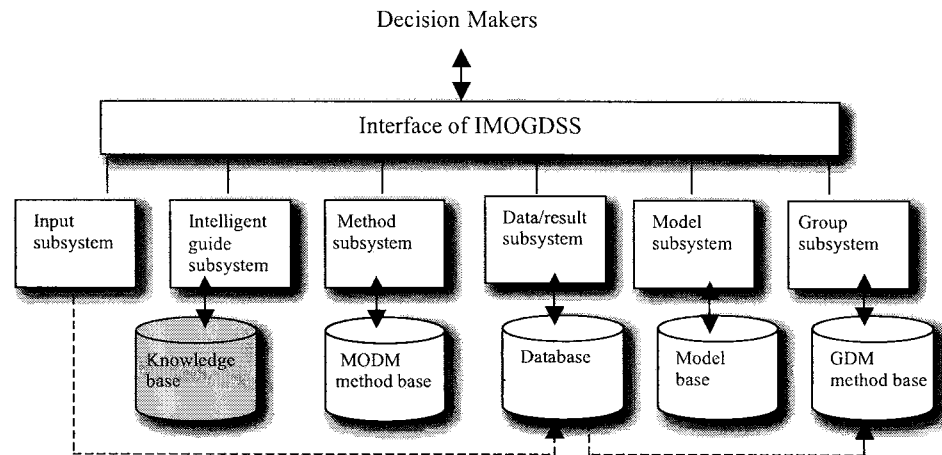 Decision Makers
Interface of IMOGDSS
Input
subsystem
Intelligent
guide
subsystem
Method
subsystem
Data/result
subsystem
Model
subsystem
Group
subsystem
Knowledge
base
MODM
method base
Database
Model
base
GDM
method base